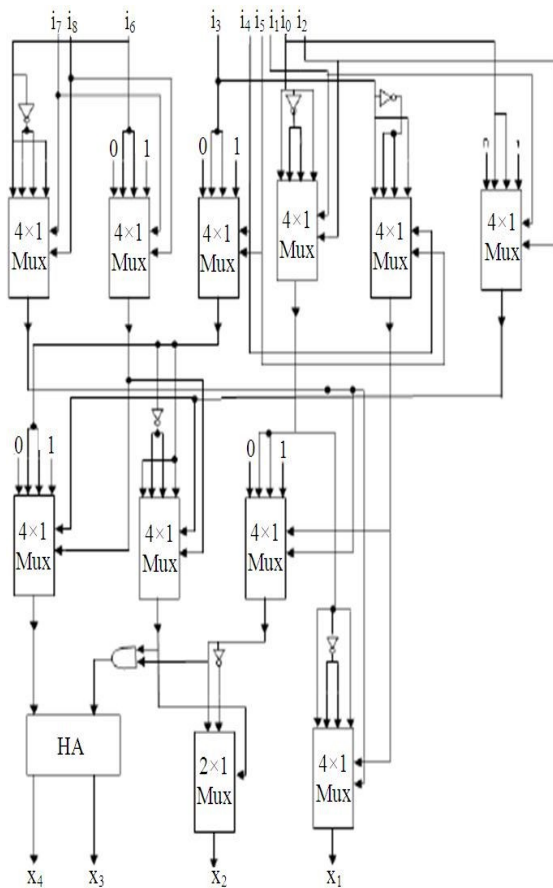 i7 i8 i6 i3 i4 i5 i1 i0 i2
0 1 0 1
4×1 Mux 4×1 Mux 4×1 Mux 4×1 Mux 4×1 Mux 4×1 Mux
0 1 0 1
4×1 Mux 4×1 Mux 4×1 Mux
HA 2×1 Mux 4×1 Mux
x4 x3 x2 x1